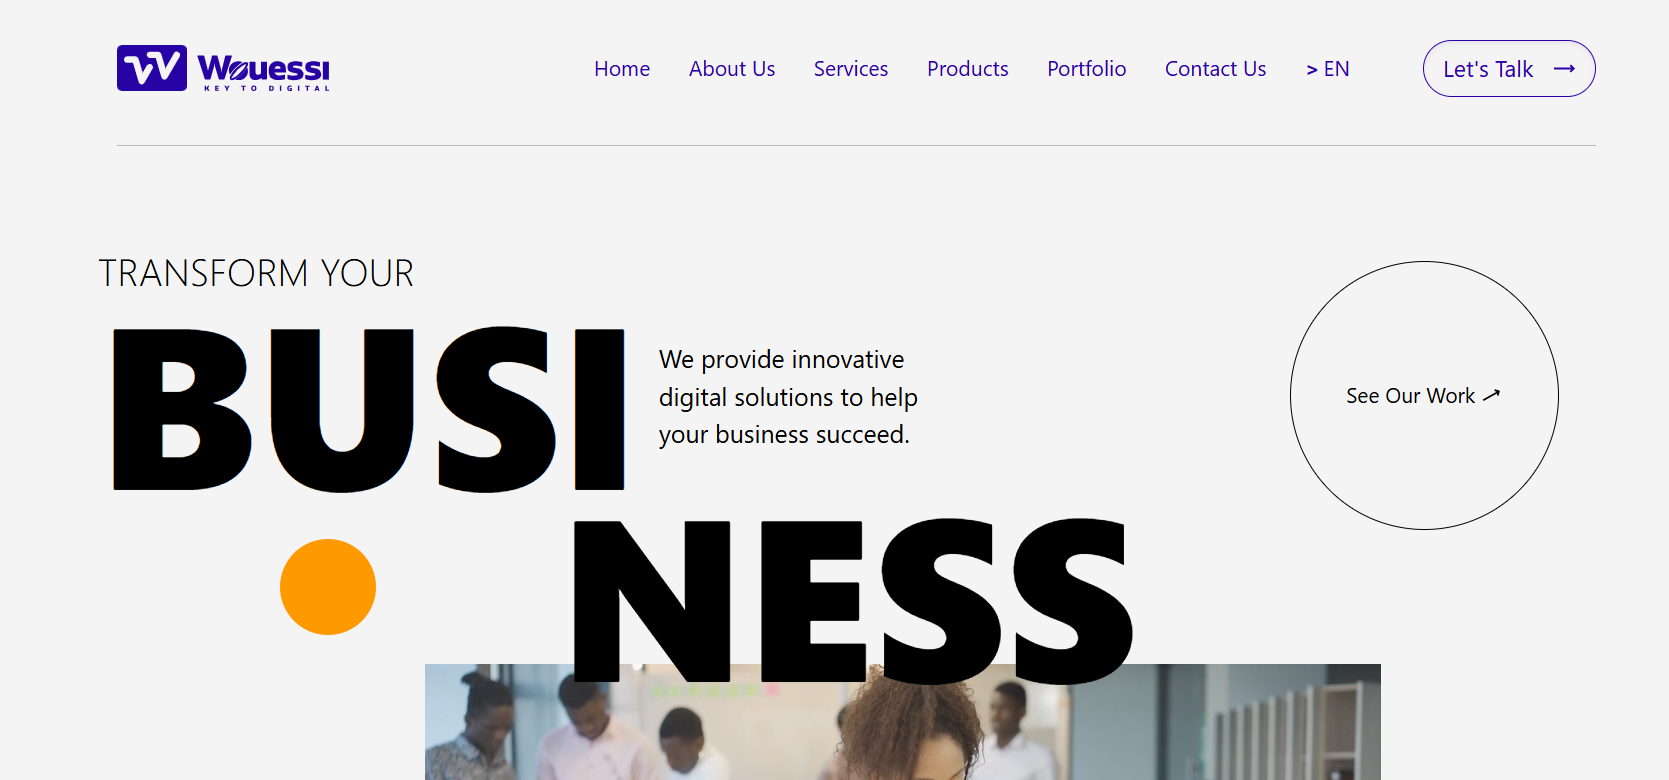 Wouessi
KEY TO DIGITAL
Home
About Us
Services
Products
Portfolio
Contact Us
> EN
Let's Talk →
TRANSFORM YOUR
BUSI
We provide innovative
digital solutions to help
your business succeed.
See Our Work
NESS